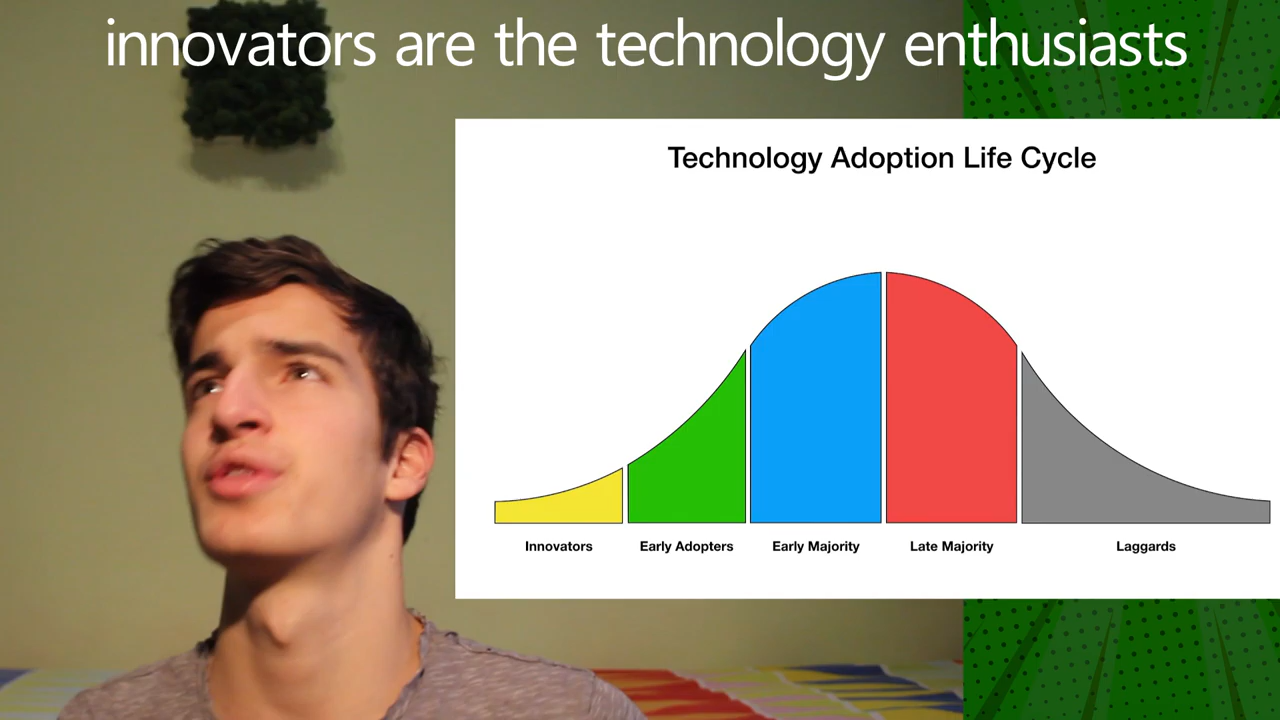 innovators are the technology enthusiasts
Technology Adoption Life Cycle
Innovators
Early Adopters
Early Majority
Late Majority
Laggards